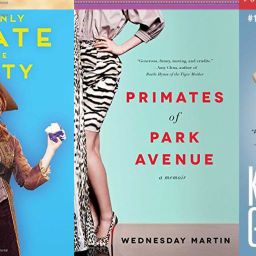 NLY
ATE
E
TY
"Generous, funny, moving, and erudite."
Amy Chua, author of
Battle Hymn of the Tiger Mother
PRIMATES
of
PARK
AVENUE
a memoir
WEDNESDAY MARTIN
#1
K
G